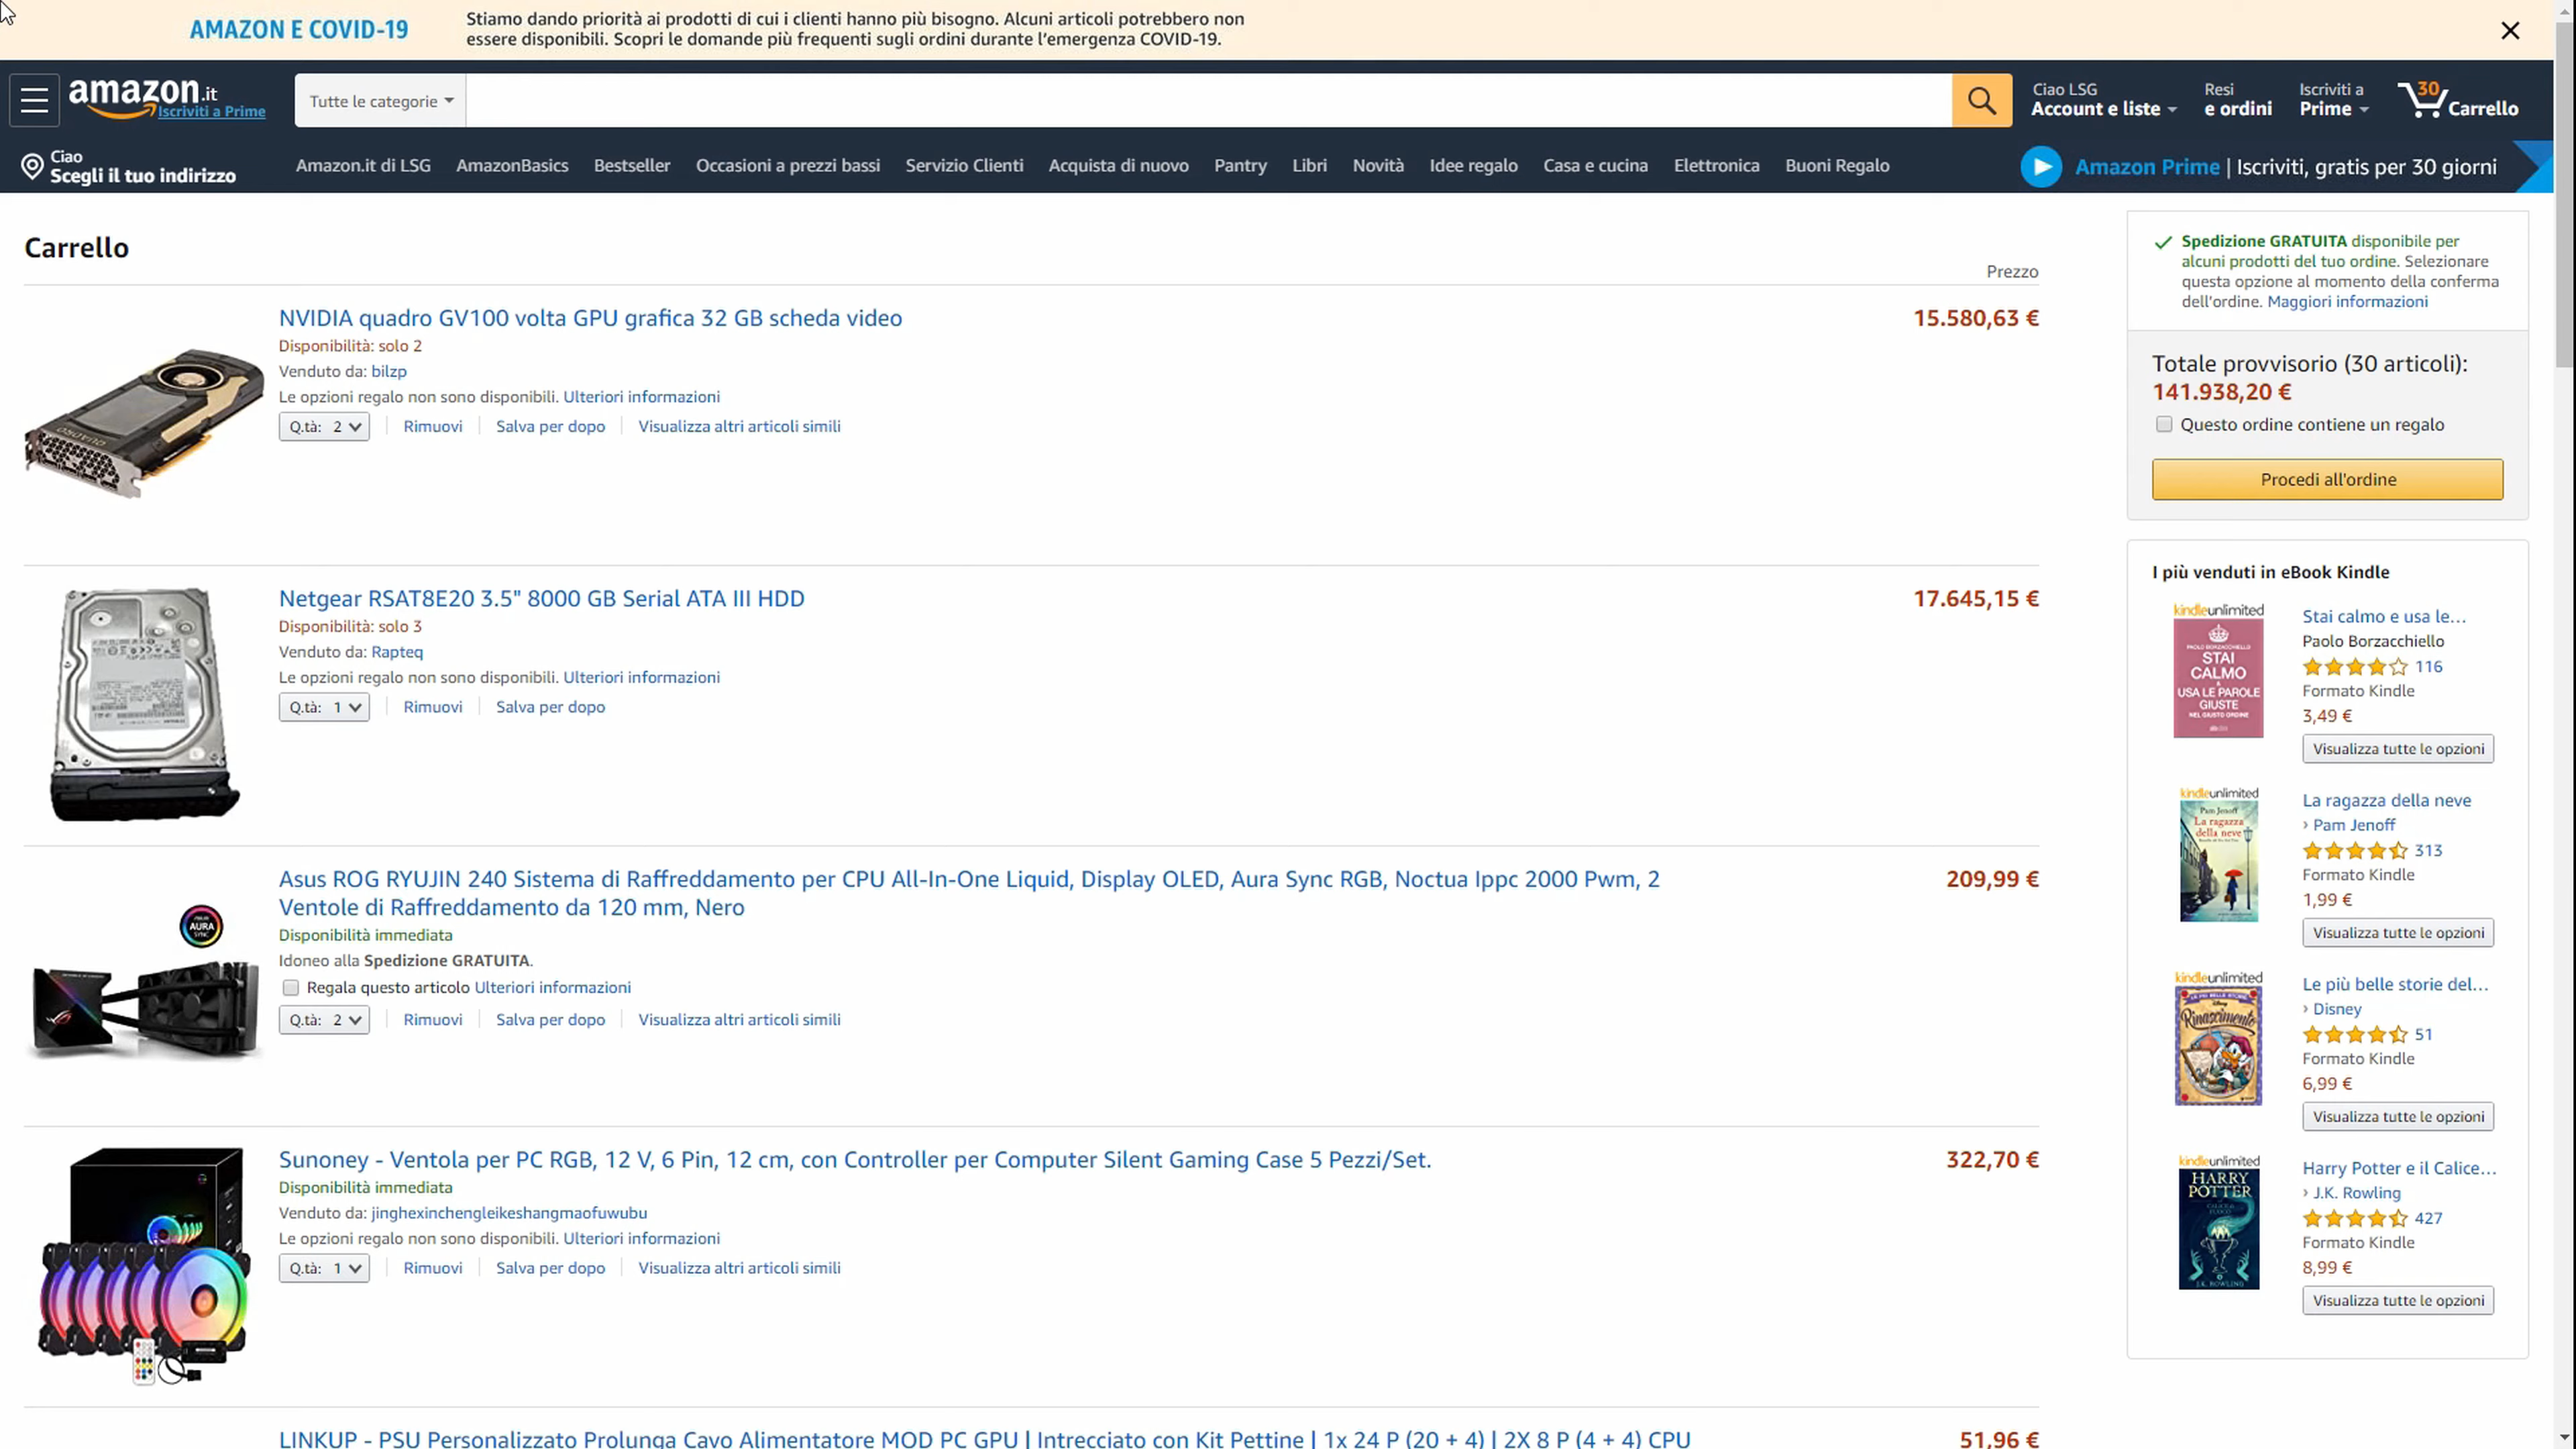 AMAZON E COVID-19
Stiamo dando priorità ai prodotti di cui i clienti hanno più bisogno. Alcuni articoli potrebbero non
essere disponibili. Scopri le domande più frequenti sugli ordini durante l'emergenza COVID-19.
amazon.it
Iscriviti a Prime
Tutte le categorie
Ciao LSG
Account e liste
Resi
e ordini
Iscriviti a
Prime
30
Carrello
Ciao
Scegli il tuo indirizzo
Amazon.it di LSG
AmazonBasics
Bestseller
Occasioni a prezzi bassi
Servizio Clienti
Acquista di nuovo
Pantry
Libri
Novità
Idee regalo
Casa e cucina
Elettronica
Buoni Regalo
Amazon Prime | Iscriviti, gratis per 30 giorni
Carrello
Prezzo
NVIDIA quadro GV100 volta GPU grafica 32 GB scheda video
15.580,63 €
Disponibilità: solo 2
Venduto da: bilzp
Le opzioni regalo non sono disponibili. Ulteriori informazioni
Q.tà: 2
Rimuovi
Salva per dopo
Visualizza altri articoli simili
QUADRO
Netgear RSAT8E20 3.5" 8000 GB Serial ATA III HDD
17.645,15 €
Disponibilità: solo 3
Venduto da: Rapteq
Le opzioni regalo non sono disponibili. Ulteriori informazioni
Q.tà: 1
Rimuovi
Salva per dopo
Asus ROG RYUJIN 240 Sistema di Raffreddamento per CPU All-In-One Liquid, Display OLED, Aura Sync RGB, Noctua Ippc 2000 Pwm, 2
Ventole di Raffreddamento da 120 mm, Nero
209,99 €
Disponibilità immediata
Idoneo alla Spedizione GRATUITA.
Regala questo articolo Ulteriori informazioni
Q.tà: 2
Rimuovi
Salva per dopo
Visualizza altri articoli simili
AURA
SYNC
Sunoney - Ventola per PC RGB, 12 V, 6 Pin, 12 cm, con Controller per Computer Silent Gaming Case 5 Pezzi/Set.
322,70 €
Disponibilità immediata
Venduto da: jinghexinchengleikeshangmaofuwubu
Le opzioni regalo non sono disponibili. Ulteriori informazioni
Q.tà: 1
Rimuovi
Salva per dopo
Visualizza altri articoli simili
LINKUP - PSU Personalizzato Prolunga Cavo Alimentatore MOD PC GPU | Intrecciato con Kit Pettine | 1x 24 P (20 + 4) | 2X 8 P (4 + 4) CPU
51,96 €
Spedizione GRATUITA disponibile per
alcuni prodotti del tuo ordine. Selezionare
questa opzione al momento della conferma
dell'ordine. Maggiori informazioni
Totale provvisorio (30 articoli):
141.938,20 €
Questo ordine contiene un regalo
Procedi all'ordine
I più venduti in eBook Kindle
kindleunlimited
PAOLO BORZACCHIELLO
STAI
CALMO
&
USA LE PAROLE
GIUSTE
NEL GIUSTO ORDINE
Stai calmo e usa le…
Paolo Borzacchiello
116
Formato Kindle
3,49 €
Visualizza tutte le opzioni
kindleunlimited
Pam Jenoff
La ragazza
della neve
La ragazza della neve
› Pam Jenoff
313
Formato Kindle
1,99 €
Visualizza tutte le opzioni
kindleunlimited
Disney
Rinascimento
Le più belle storie del…
› Disney
51
Formato Kindle
6,99 €
Visualizza tutte le opzioni
kindleunlimited
HARRY
POTTER
J.K. ROWLING
Harry Potter e il Calice…
› J.K. Rowling
427
Formato Kindle
8,99 €
Visualizza tutte le opzioni